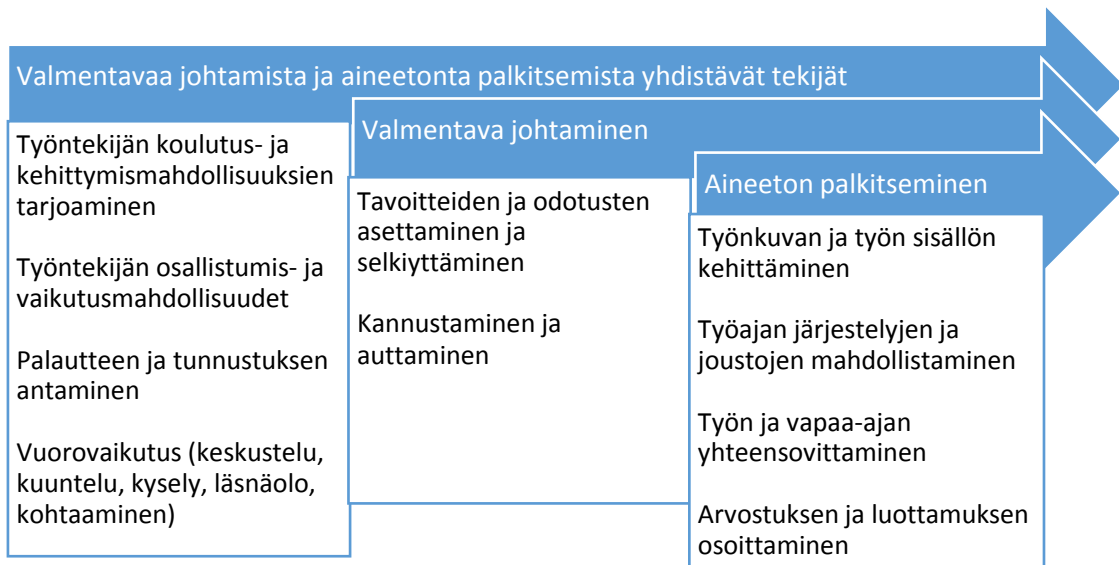 Valmentavaa johtamista ja aineetonta palkitsemista yhdistävät tekijät
Työntekijän koulutus- ja
kehittymismahdollisuuksien
tarjoaminen
Työntekijän osallistumis- ja
vaikutusmahdollisuudet
Palautteen ja tunnustuksen
antaminen
Vuorovaikutus (keskustelu,
kuuntelu, kysely, läsnäolo,
kohtaaminen)
Valmentava johtaminen
Tavoitteiden ja odotusten
asettaminen ja
selkiyttäminen
Kannustaminen ja
auttaminen
Aineeton palkitseminen
Työnkuvan ja työn sisällön
kehittäminen
Työajan järjestelyjen ja
joustojen mahdollistaminen
Työn ja vapaa-ajan
yhteensovittaminen
Arvostuksen ja luottamuksen
osoittaminen